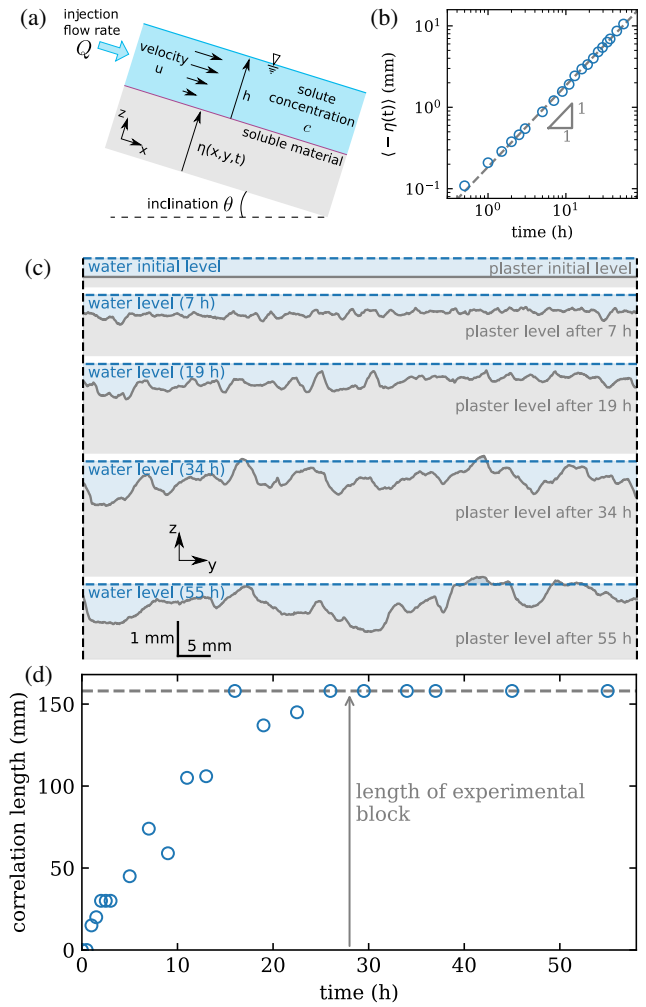 (a)
injection
flow rate
Q
velocity
u
h
solute
concentration
c
soluble material
z
x
η(x,y,t)
inclination θ
(b)
⟨ − η(t)⟩ (mm)
10¹
10⁰
10⁻¹
10⁰
10¹
time (h)
1
1
(c)
water initial level
plaster initial level
water level (7 h)
plaster level after 7 h
water level (19 h)
plaster level after 19 h
water level (34 h)
plaster level after 34 h
z
y
water level (55 h)
1 mm
5 mm
plaster level after 55 h
(d)
correlation length (mm)
150
100
50
0
length of experimental
block
0
10
20
30
40
50
time (h)